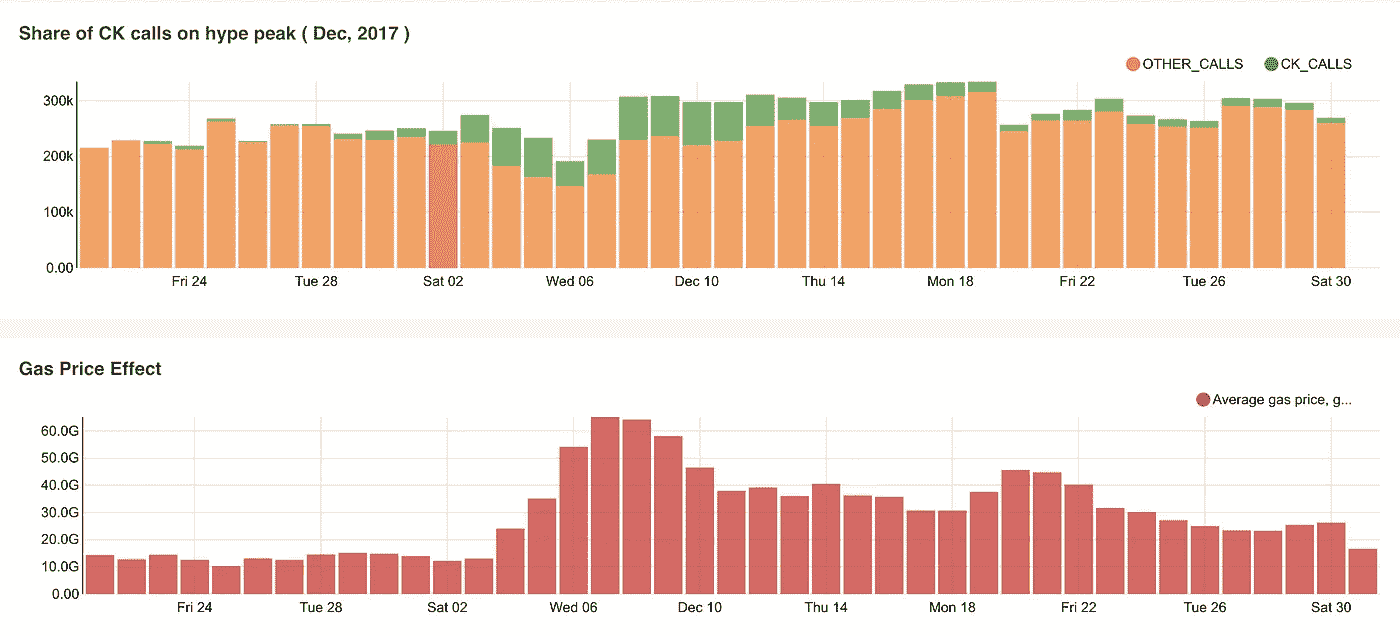 Share of CK calls on hype peak ( Dec, 2017 )
OTHER_CALLS CK_CALLS
300k
200k
100k
0.00
Fri 24 Tue 28 Sat 02 Wed 06 Dec 10 Thu 14 Mon 18 Fri 22 Tue 26 Sat 30
Gas Price Effect
Average gas price, g...
60.0G
50.0G
40.0G
30.0G
20.0G
10.0G
0.00
Fri 24 Tue 28 Sat 02 Wed 06 Dec 10 Thu 14 Mon 18 Fri 22 Tue 26 Sat 30